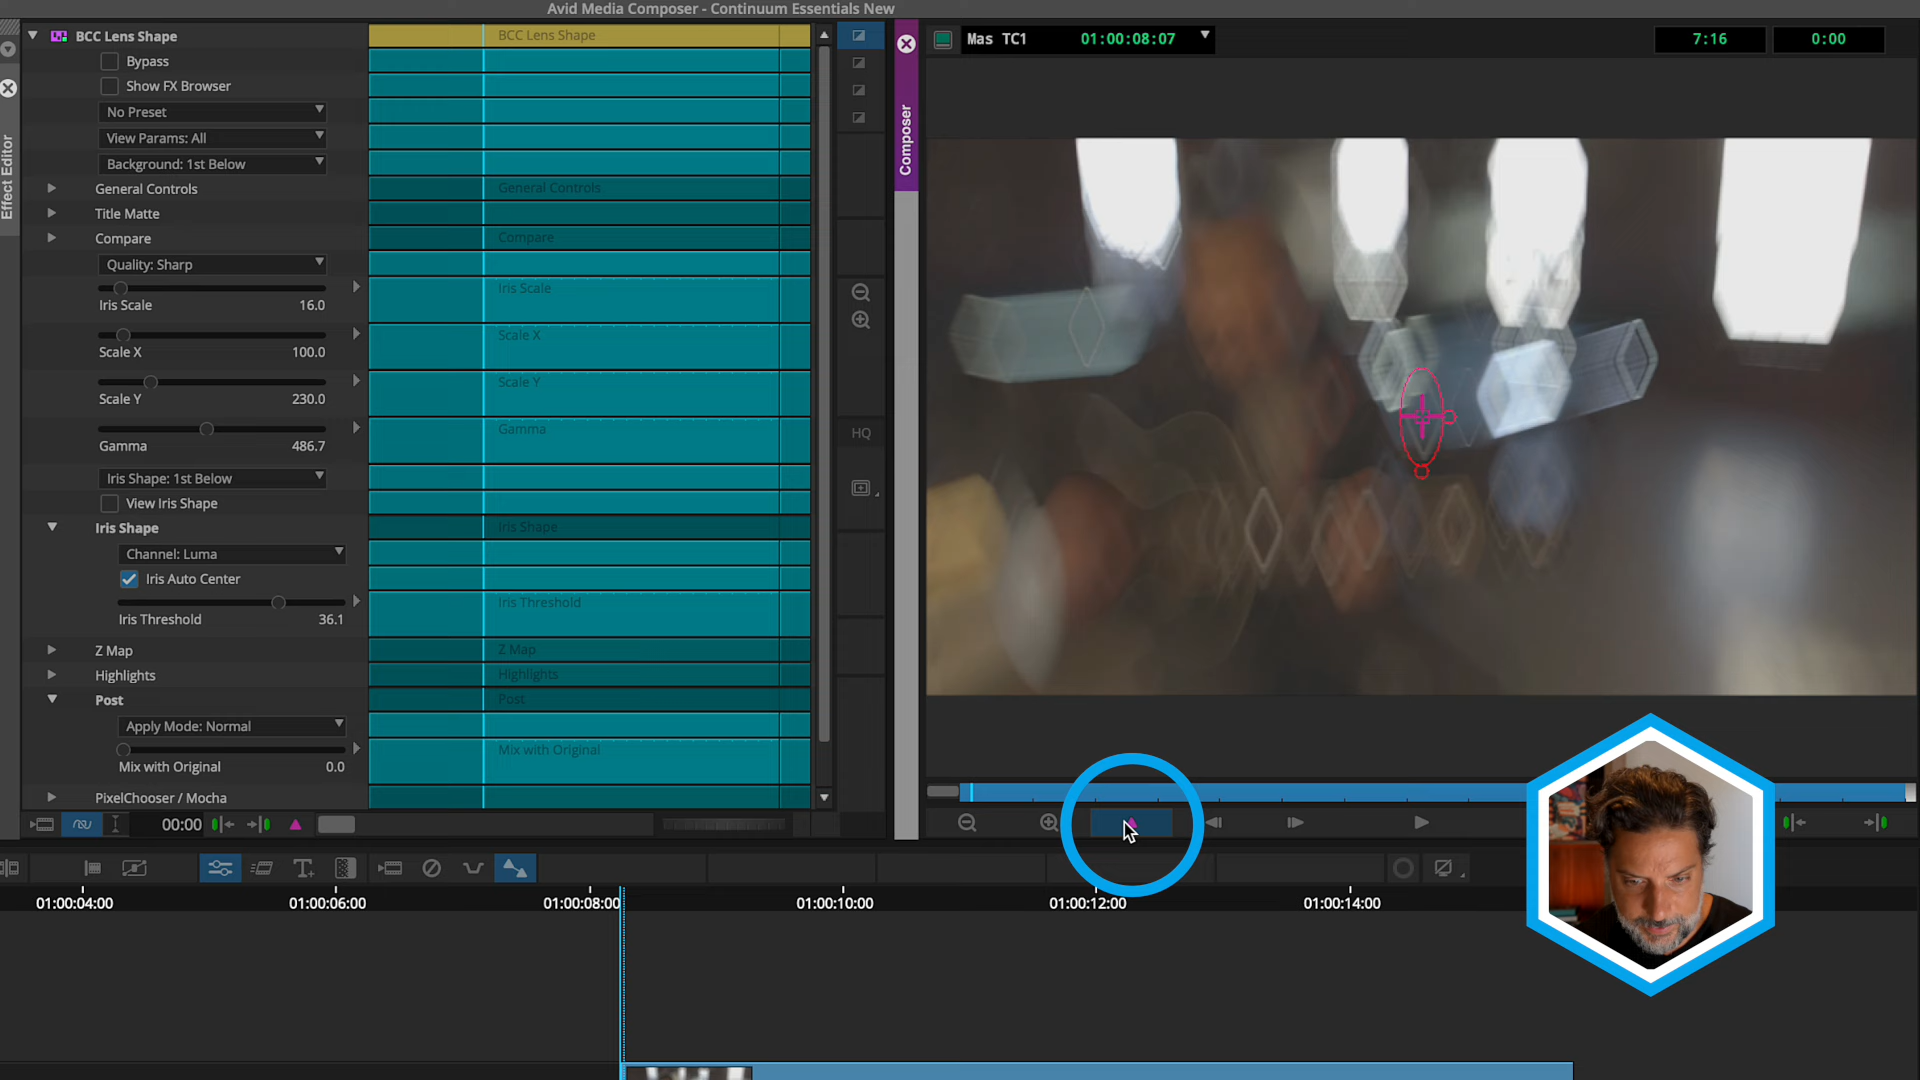 Avid Media Composer - Continuum Essentials New
Effect Editor
BCC Lens Shape
Bypass
Show FX Browser
No Preset
View Params: All
Background: 1st Below
General Controls
Title Matte
Compare
Quality: Sharp
Iris Scale 16.0
Scale X 100.0
Scale Y 230.0
Gamma 486.7
Iris Shape: 1st Below
View Iris Shape
Iris Shape
Channel: Luma
Iris Auto Center
Iris Threshold 36.1
Z Map
Highlights
Post
Apply Mode: Normal
Mix with Original 0.0
PixelChooser / Mocha
00:00
BCC Lens Shape
General Controls
Compare
Iris Scale
Scale X
Scale Y
Gamma
Iris Shape
Iris Threshold
Z Map
Highlights
Post
Mix with Original
HQ
Composer
Mas TC1 01:00:08:07 7:16 0:00
01:00:04:00 01:00:06:00 01:00:08:00 01:00:10:00 01:00:12:00 01:00:14:00